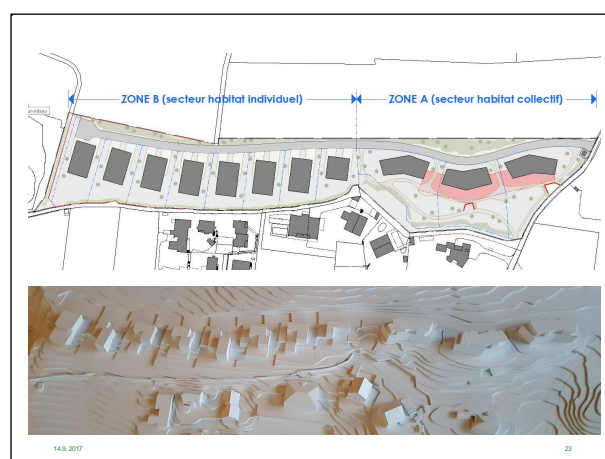 ZONE B (secteur habitat individuel) ZONE A (secteur habitat collectif)
14.9. 2017 23